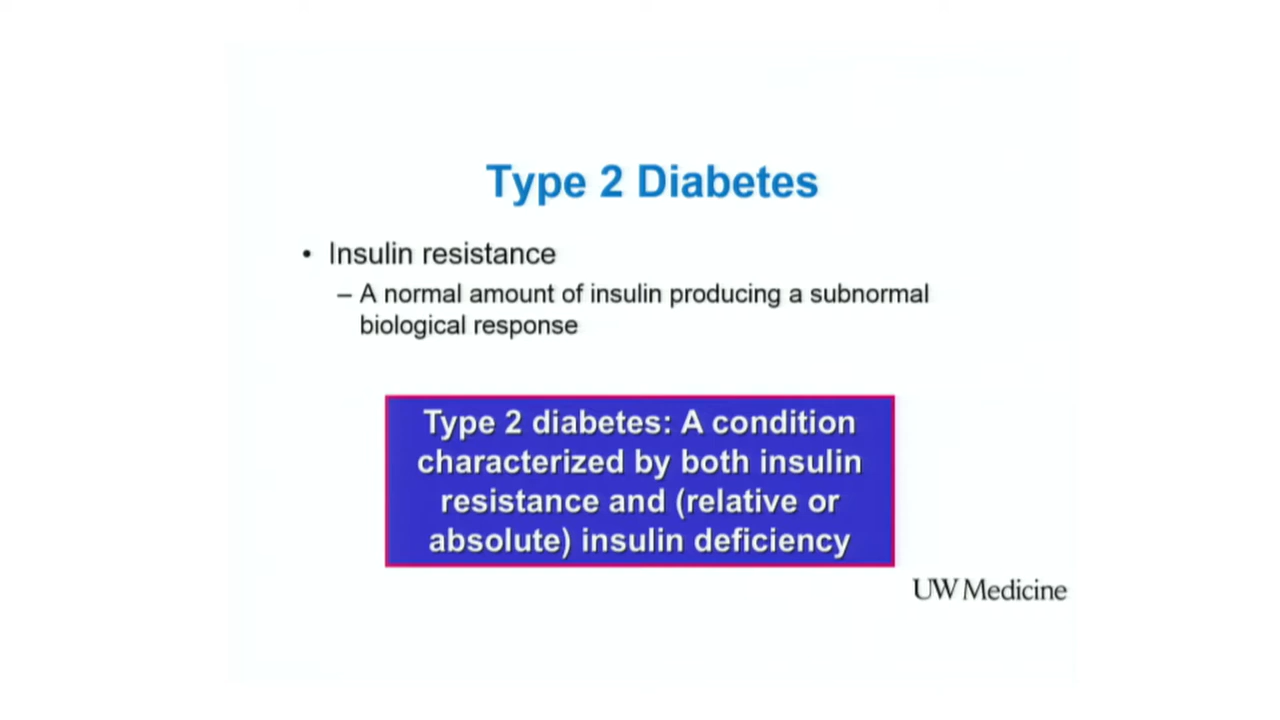 Type 2 Diabetes
• Insulin resistance
– A normal amount of insulin producing a subnormal
biological response
Type 2 diabetes: A condition
characterized by both insulin
resistance and (relative or
absolute) insulin deficiency
UW Medicine